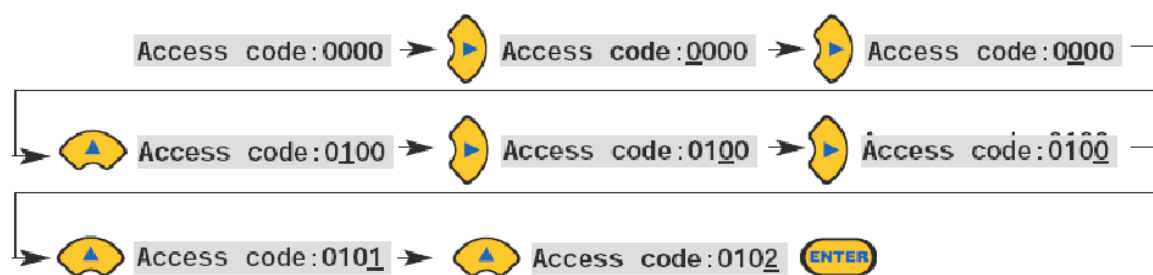 Access code:0000 Access code:0000 Access code:0000
Access code:0100 Access code:0100 Access code:0100
Access code:0101 Access code:0102 ENTER